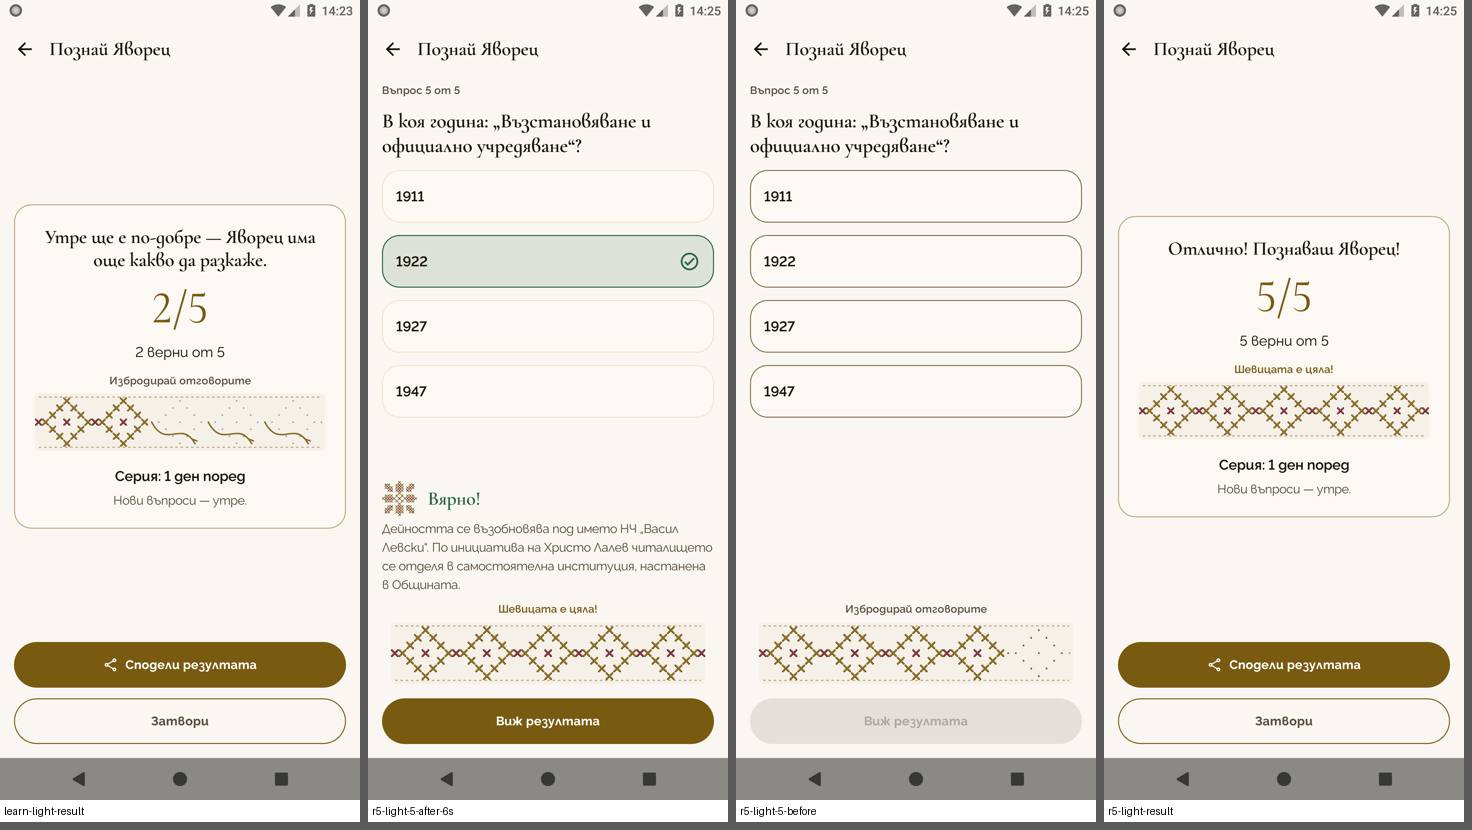 14:23
Познай Яворец
Утре ще е по-добре — Яворец има
още какво да разкаже.
2/5
2 верни от 5
Избродирай отговорите
Серия: 1 ден поред
Нови въпроси — утре.
Сподели резултата
Затвори
learn-light-result
14:25
Познай Яворец
Въпрос 5 от 5
В коя година: „Възстановяване и
официално учредяване“?
1911
1922
1927
1947
Вярно!
Дейността се възобновява под името НЧ „Васил
Левски“. По инициатива на Христо Лалев читалището
се отделя в самостоятелна институция, настанена
в Общината.
Шевицата е цяла!
Виж резултата
r5-light-5-after-6s
14:25
Познай Яворец
Въпрос 5 от 5
В коя година: „Възстановяване и
официално учредяване“?
1911
1922
1927
1947
Избродирай отговорите
Виж резултата
r5-light-5-before
14:25
Познай Яворец
Отлично! Познаваш Яворец!
5/5
5 верни от 5
Шевицата е цяла!
Серия: 1 ден поред
Нови въпроси — утре.
Сподели резултата
Затвори
r5-light-result